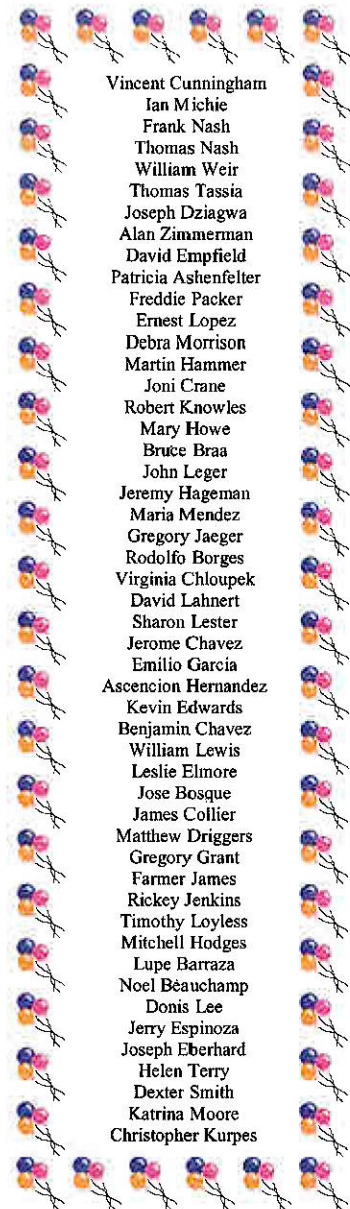 Vincent Cunningham
Ian Michie
Frank Nash
Thomas Nash
William Weir
Thomas Tassia
Joseph Dziagwa
Alan Zimmerman
David Empfield
Patricia Ashenfelter
Freddie Packer
Ernest Lopez
Debra Morrison
Martin Hammer
Joni Crane
Robert Knowles
Mary Howe
Bruce Braa
John Leger
Jeremy Hageman
Maria Mendez
Gregory Jaeger
Rodolfo Borges
Virginia Chloupek
David Lahnert
Sharon Lester
Jerome Chavez
Emilio Garcia
Ascencion Hernandez
Kevin Edwards
Benjamin Chavez
William Lewis
Leslie Elmore
Jose Bosque
James Collier
Matthew Driggers
Gregory Grant
Farmer James
Rickey Jenkins
Timothy Loyless
Mitchell Hodges
Lupe Barraza
Noel Beauchamp
Donis Lee
Jerry Espinoza
Joseph Eberhard
Helen Terry
Dexter Smith
Katrina Moore
Christopher Kurpes